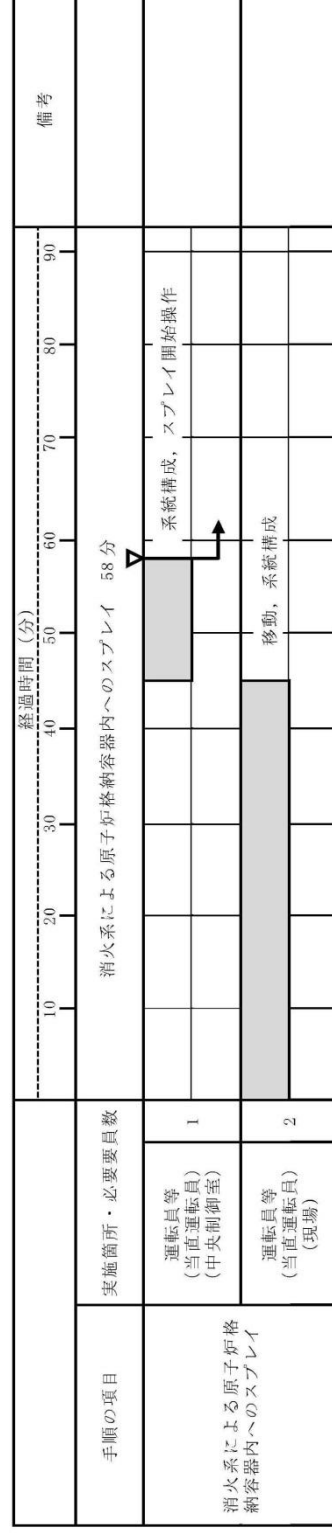 経過時間（分）
備考
10 20 30 40 50 60 70 80 90
手順の項目
実施箇所・必要要員数
消火系による原子炉格納容器内へのスプレイ 58分
消火系による原子炉格
納容器内へのスプレイ
運転員等
（当直運転員）
（中央制御室）
1
系統構成，スプレイ開始操作
運転員等
（当直運転員）
（現場）
2
移動，系統構成